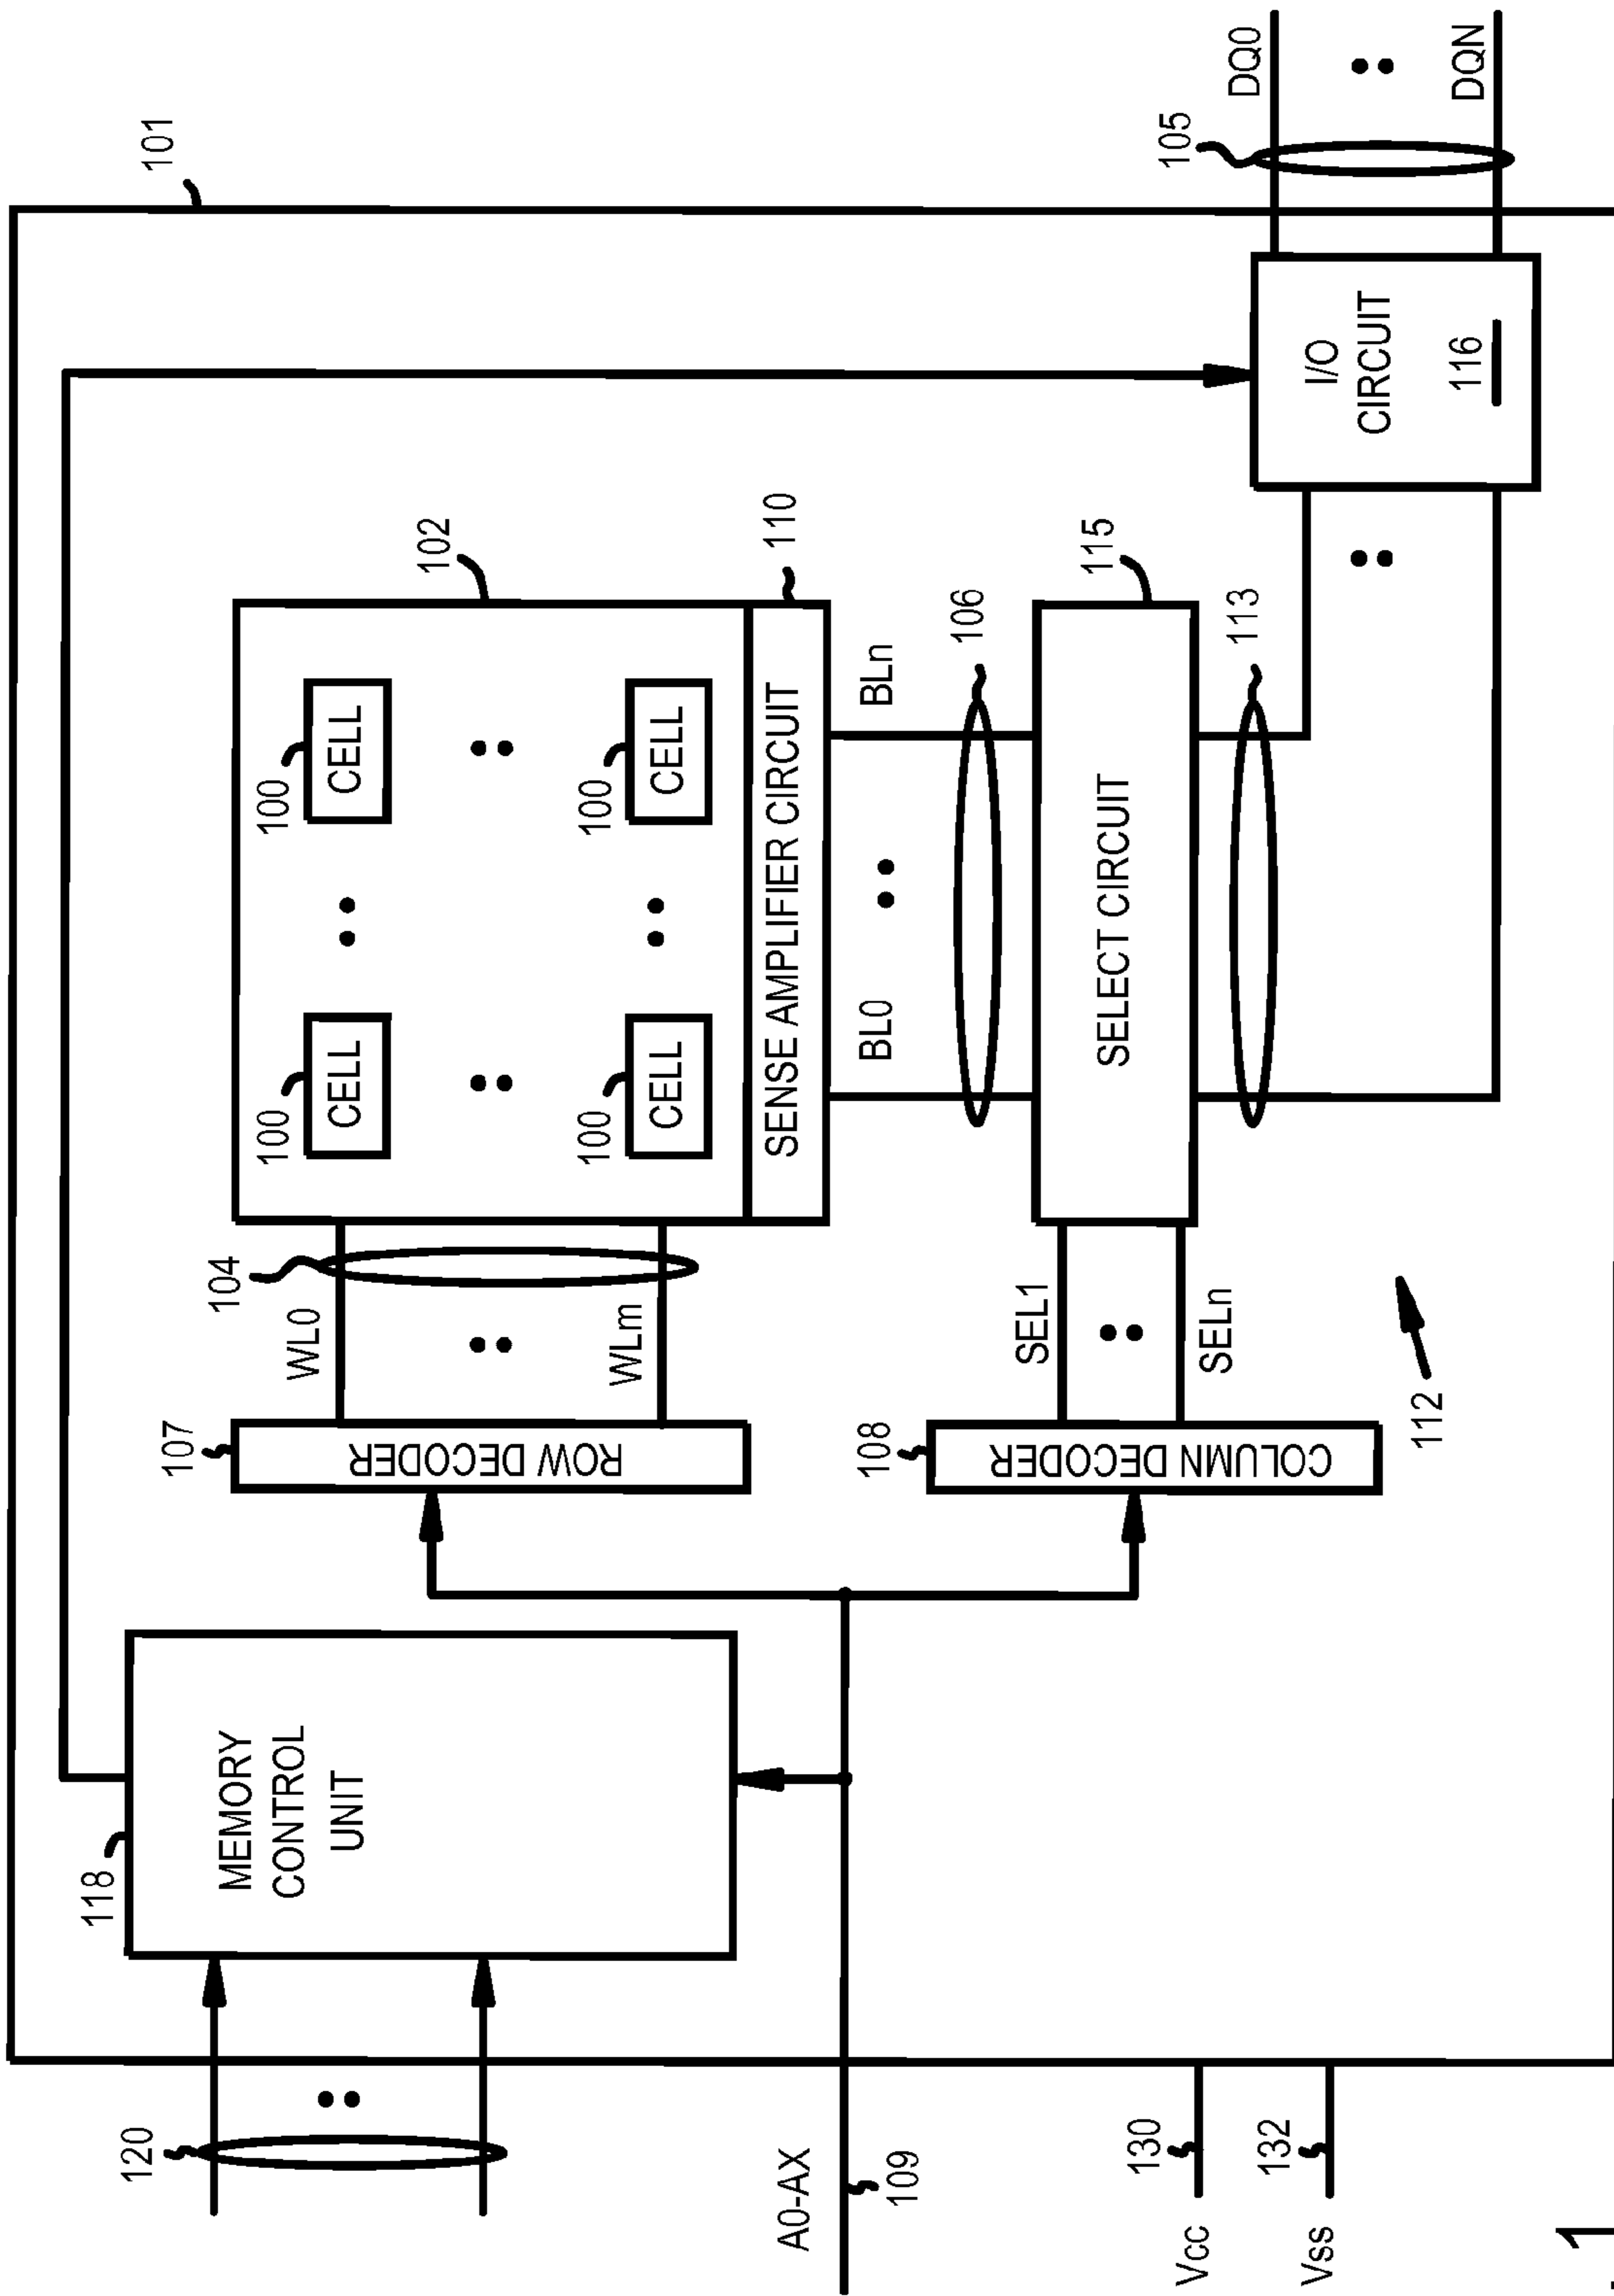 101
118
MEMORY
CONTROL
UNIT
120
107
ROW DECODER
104
WL0
WLm
102
100
CELL
100
CELL
100
CELL
100
CELL
110
SENSE AMPLIFIER CIRCUIT
BL0
BLn
106
A0-AX
109
108
COLUMN DECODER
SEL1
SELn
SELECT CIRCUIT
115
113
112
I/O
CIRCUIT
116
105
DQ0
DQN
Vcc
130
Vss
132
1